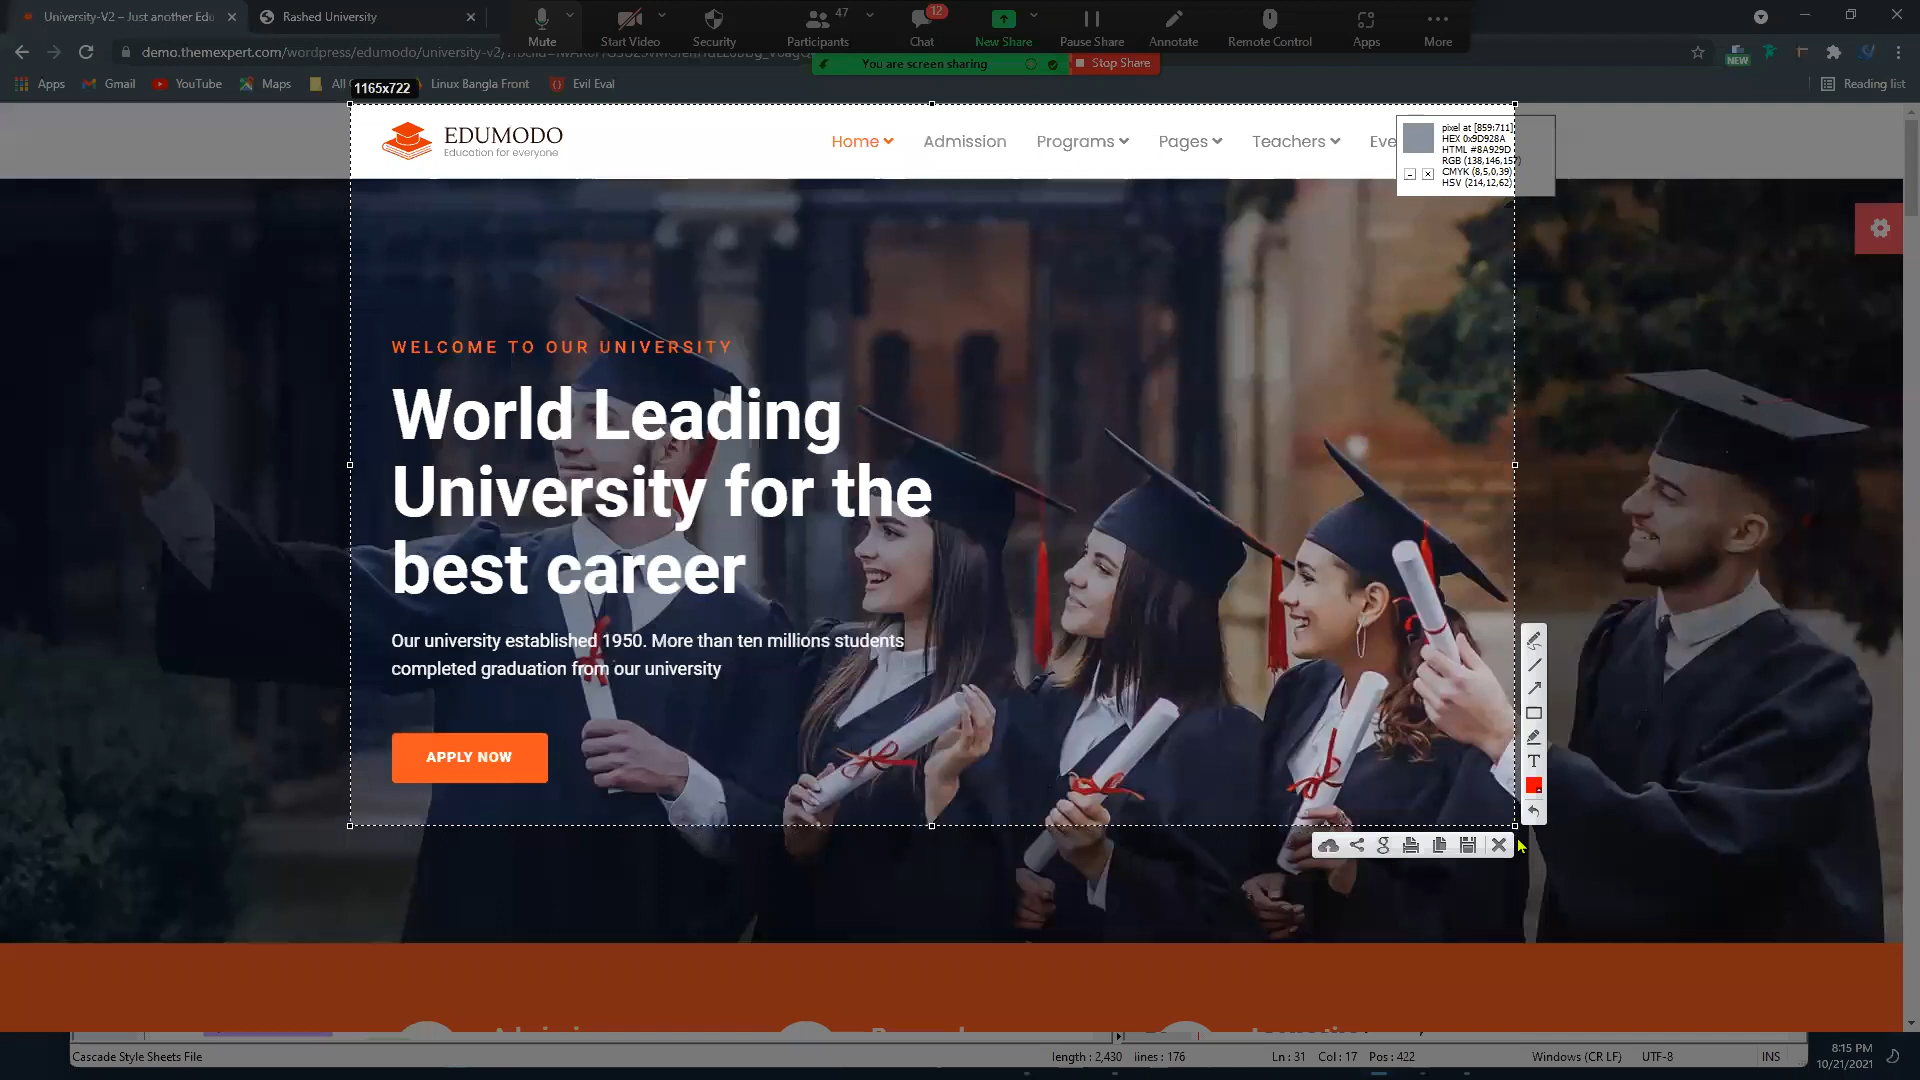 University-V2 – Just another Edu
Rashed University
Mute
Start Video
Security
47
Participants
12
Chat
New Share
Pause Share
Annotate
Remote Control
Apps
More
demo.themexpert.com/wordpress/edumodo/university-v2/
You are screen sharing
Stop Share
NEW
Apps
Gmail
YouTube
Maps
Linux Bangla Front
Evil Eval
Reading list
1165x722
EDUMODO
Education for everyone
Home
Admission
Programs
Pages
Teachers
Eve
pixel at [859:711]
HEX 0x9D928A
HTML #8A929D
RGB (138,146,157)
CMYK (8,5,0,39)
HSV (214,12,62)
WELCOME TO OUR UNIVERSITY
World Leading
University for the
best career
Our university established 1950. More than ten millions students
completed graduation from our university
APPLY NOW
T
Cascade Style Sheets File
length : 2,430
lines : 176
Ln : 31
Col : 17
Pos : 422
Windows (CR LF)
UTF-8
INS
8:15 PM
10/21/2021